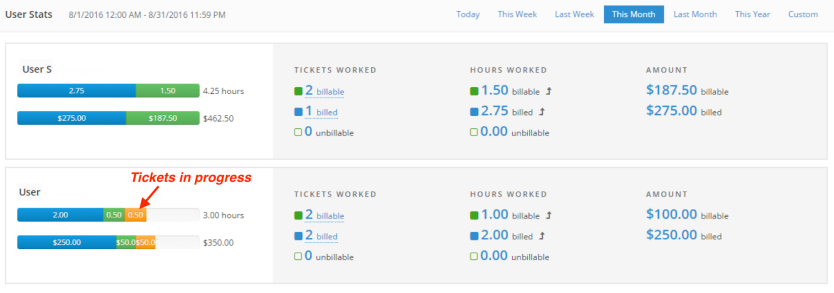 User Stats 8/1/2016 12:00 AM - 8/31/2016 11:59 PM Today This Week Last Week This Month Last Month This Year Custom
User S
2.75 1.50 4.25 hours
$275.00 $187.50 $462.50
TICKETS WORKED
2 billable
1 billed
0 unbillable
HOURS WORKED
1.50 billable
2.75 billed
0.00 unbillable
AMOUNT
$187.50 billable
$275.00 billed
Tickets in progress
User
2.00 0.50 0.50 3.00 hours
$250.00 $50.0 $50.0 $350.00
TICKETS WORKED
2 billable
2 billed
0 unbillable
HOURS WORKED
1.00 billable
2.00 billed
0.00 unbillable
AMOUNT
$100.00 billable
$250.00 billed